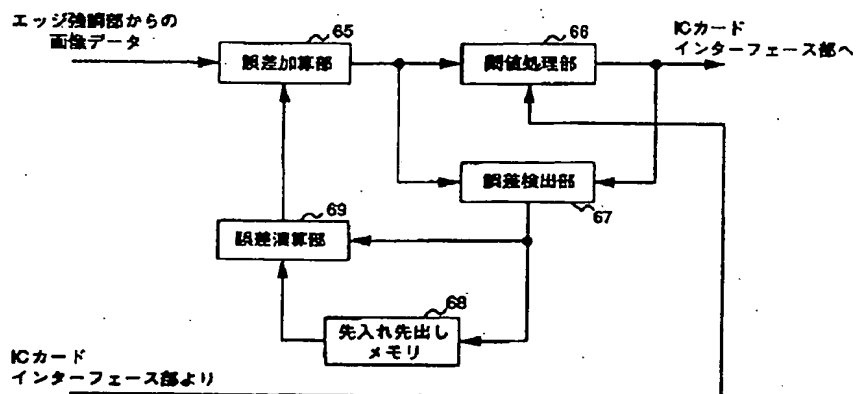 エッジ強調部からの
画像データ
65
誤差加算部
66
閾値処理部
ICカード
インターフェース部へ
誤差検出部
67
69
誤差演算部
68
先入れ先出し
メモリ
ICカード
インターフェース部より